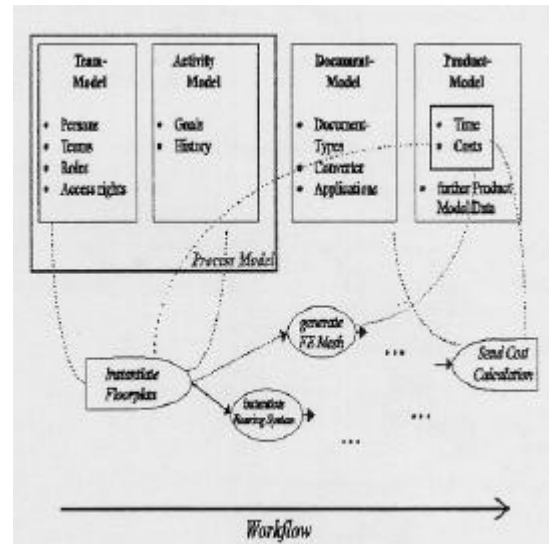 Team-
Model
• Persons
• Teams
• Roles
• Access rights
Activity
Model
• Goals
• History
Process Model
Document-
Model
• Document-
Types
• Converter
• Applications
Product-
Model
• Time
• Costs
• further Product
Model Data
generate
FE Mesh
Instantiate
Floorplan
Instantiate
Bearing System
Send Cost
Calculation
...
...
...
...
Workflow